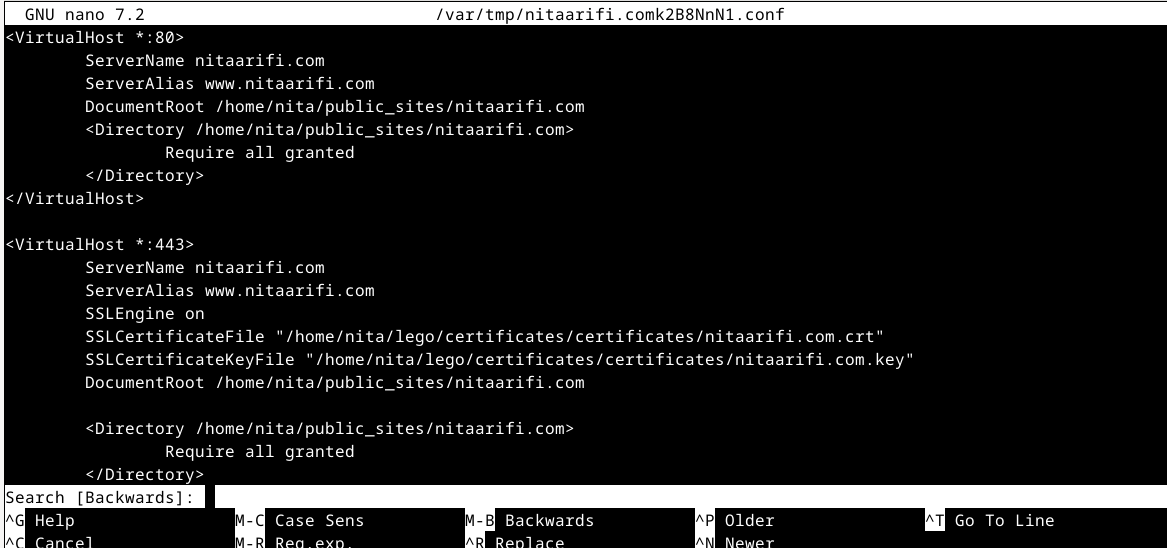 GNU nano 7.2 /var/tmp/nitaarifi.comk2B8NnN1.conf
<VirtualHost *:80>
        ServerName nitaarifi.com
        ServerAlias www.nitaarifi.com
        DocumentRoot /home/nita/public_sites/nitaarifi.com
        <Directory /home/nita/public_sites/nitaarifi.com>
                Require all granted
        </Directory>
</VirtualHost>

<VirtualHost *:443>
        ServerName nitaarifi.com
        ServerAlias www.nitaarifi.com
        SSLEngine on
        SSLCertificateFile "/home/nita/lego/certificates/certificates/nitaarifi.com.crt"
        SSLCertificateKeyFile "/home/nita/lego/certificates/certificates/nitaarifi.com.key"
        DocumentRoot /home/nita/public_sites/nitaarifi.com

        <Directory /home/nita/public_sites/nitaarifi.com>
                Require all granted
        </Directory>
Search [Backwards]:
^G Help M-C Case Sens M-B Backwards ^P Older ^T Go To Line
^C Cancel M-R Reg.exp. ^R Replace ^N Newer